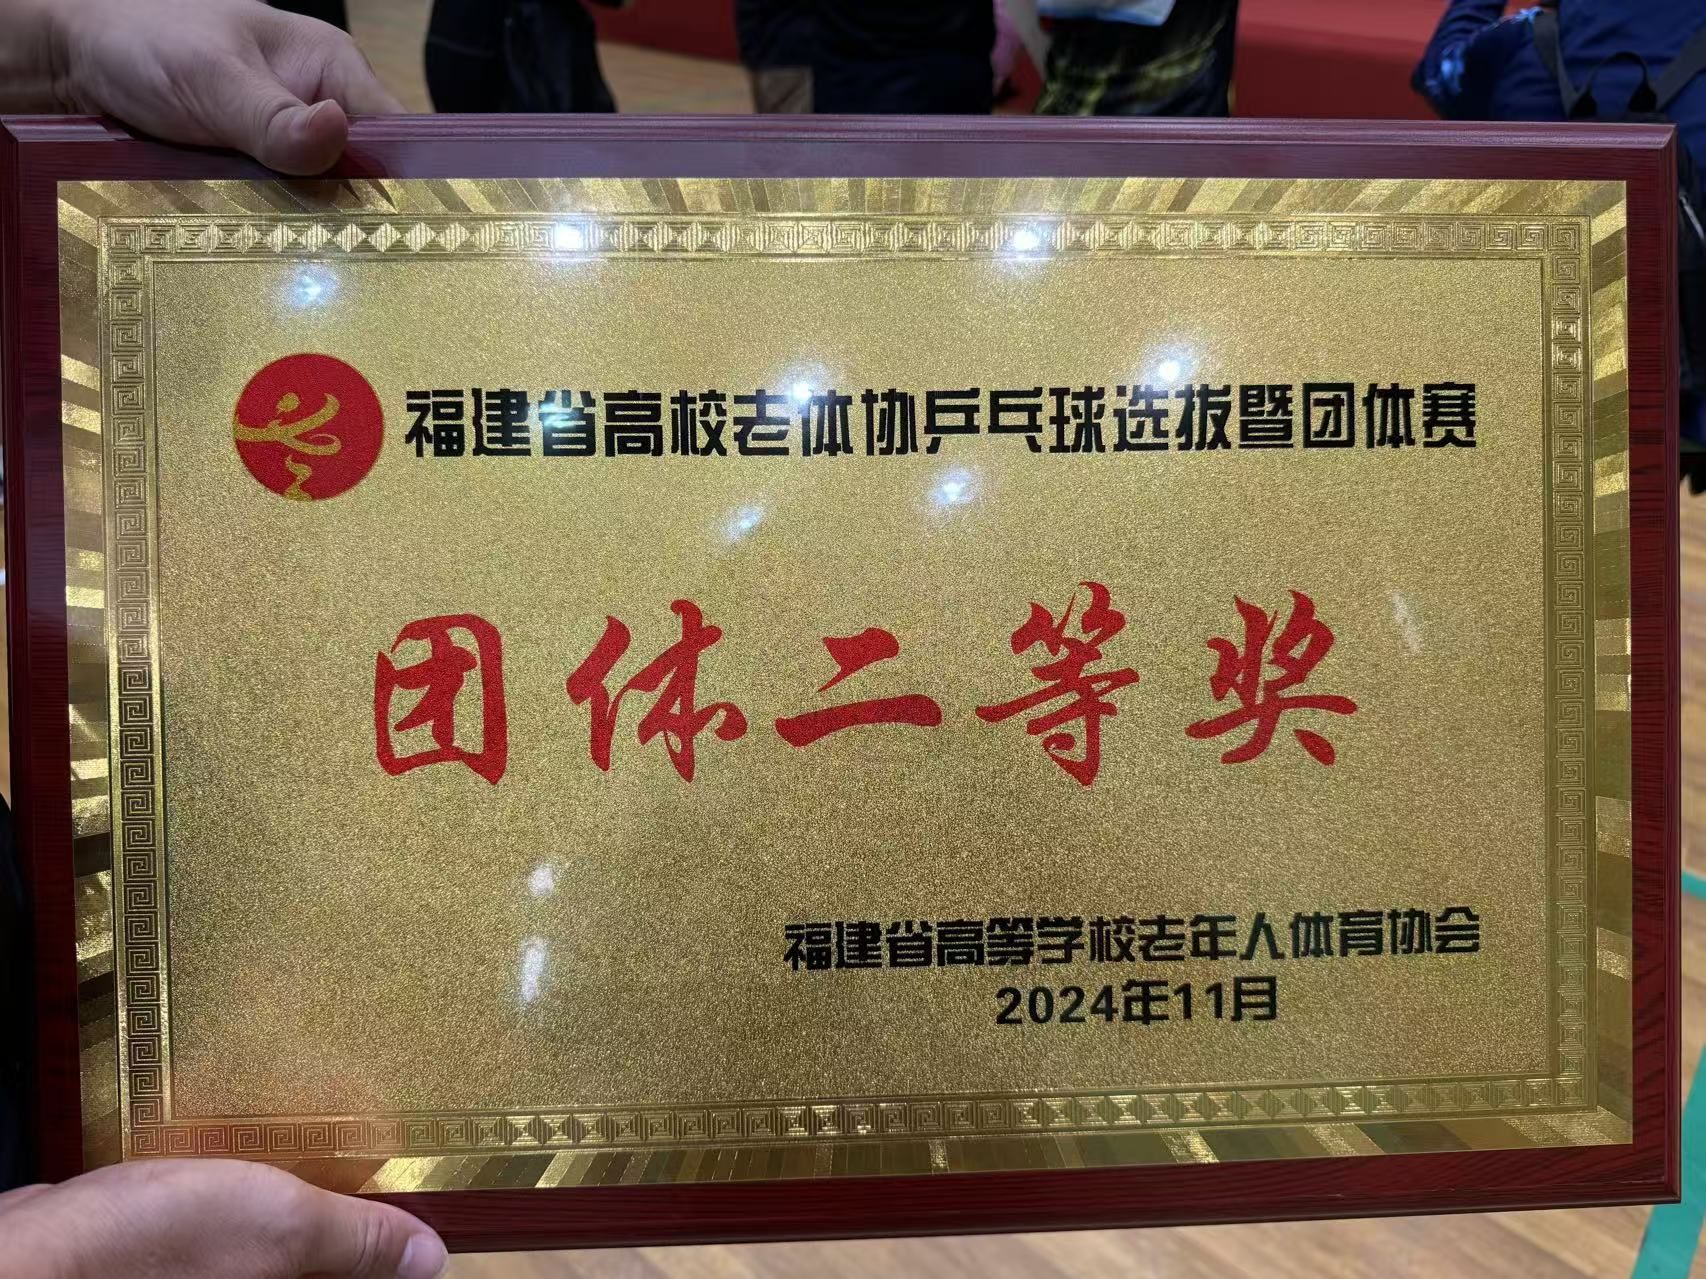 福建省高校老体协乒乓球选拔暨团体赛
团体二等奖
福建省高等学校老年人体育协会
2024年11月